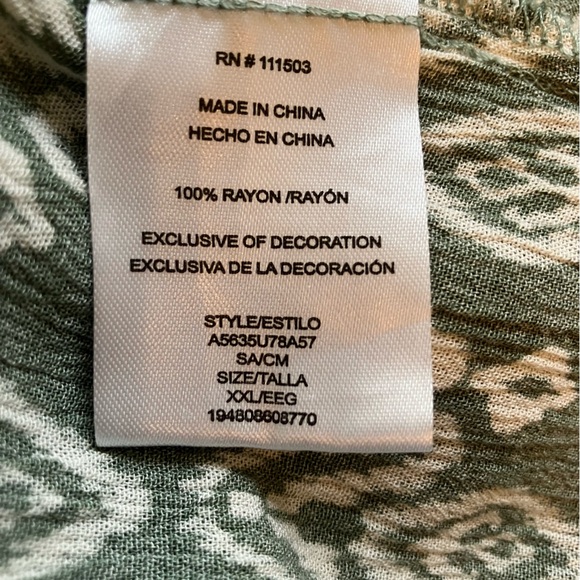 RN # 111503
MADE IN CHINA
HECHO EN CHINA
100% RAYON /RAYÓN
EXCLUSIVE OF DECORATION
EXCLUSIVA DE LA DECORACIÓN
STYLE/ESTILO
A5635U78A57
SA/CM
SIZE/TALLA
XXL/EEG
194808608770